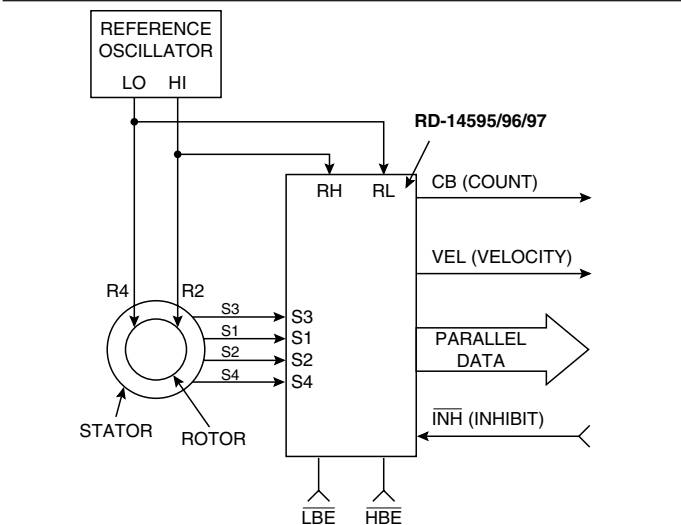 REFERENCE
OSCILLATOR
LO HI
RD-14595/96/97
RH RL
CB (COUNT)
VEL (VELOCITY)
R4 R2
S3 S3
S1 S1
S2 S2
S4 S4
PARALLEL
DATA
INH (INHIBIT)
STATOR ROTOR
LBE HBE